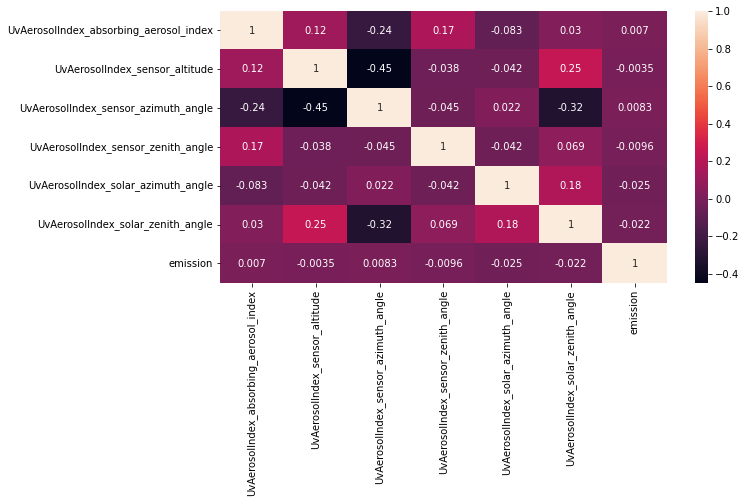 UvAerosolIndex_absorbing_aerosol_index 1 0.12 -0.24 0.17 -0.083 0.03 0.007
UvAerosolIndex_sensor_altitude 0.12 1 -0.45 -0.038 -0.042 0.25 -0.0035
UvAerosolIndex_sensor_azimuth_angle -0.24 -0.45 1 -0.045 0.022 -0.32 0.0083
UvAerosolIndex_sensor_zenith_angle 0.17 -0.038 -0.045 1 -0.042 0.069 -0.0096
UvAerosolIndex_solar_azimuth_angle -0.083 -0.042 0.022 -0.042 1 0.18 -0.025
UvAerosolIndex_solar_zenith_angle 0.03 0.25 -0.32 0.069 0.18 1 -0.022
emission 0.007 -0.0035 0.0083 -0.0096 -0.025 -0.022 1
UvAerosolIndex_absorbing_aerosol_index
UvAerosolIndex_sensor_altitude
UvAerosolIndex_sensor_azimuth_angle
UvAerosolIndex_sensor_zenith_angle
UvAerosolIndex_solar_azimuth_angle
UvAerosolIndex_solar_zenith_angle
emission
1.0
0.8
0.6
0.4
0.2
0.0
-0.2
-0.4